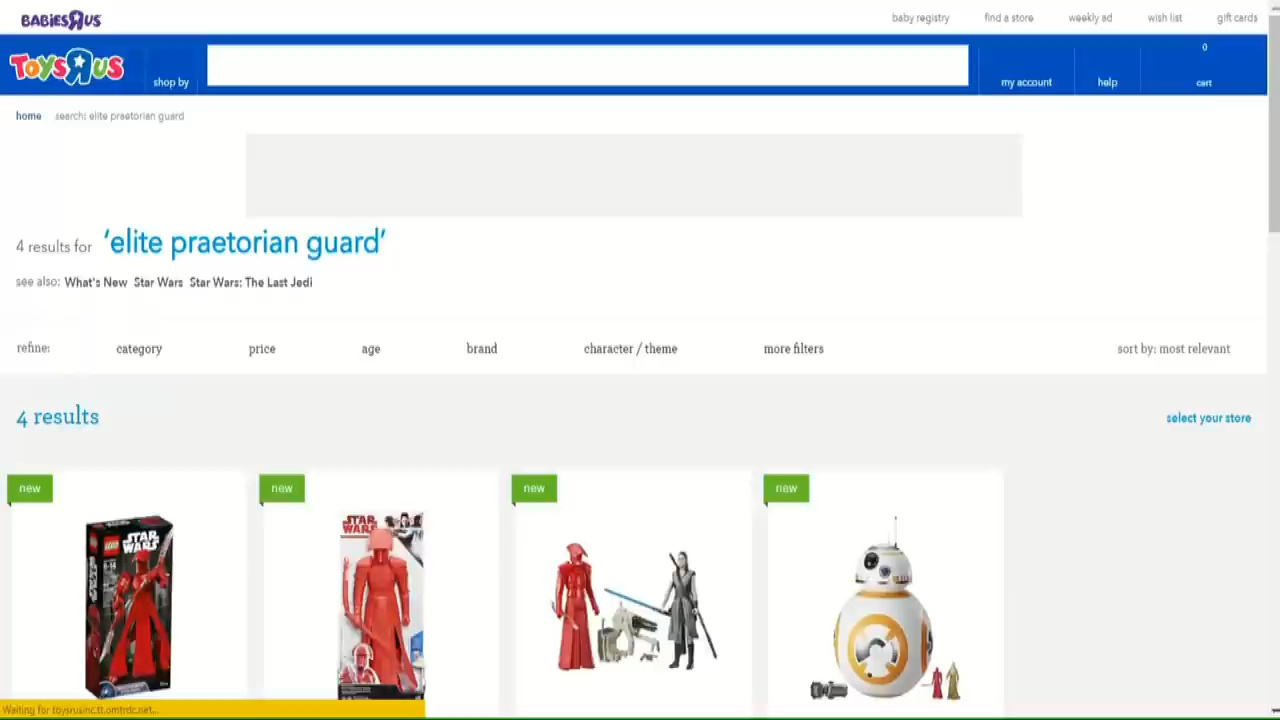 BABIES R US baby registry find a store weekly ad wish list gift cards
0
TOYS R US shop by my account help cart
home search: elite praetorian guard
4 results for 'elite praetorian guard'
see also: What's New Star Wars Star Wars: The Last Jedi
refine: category price age brand character / theme more filters sort by: most relevant
4 results select your store
new new new new
LEGO STAR WARS
STAR WARS
Waiting for toysrusinc.tt.omtrdc.net...